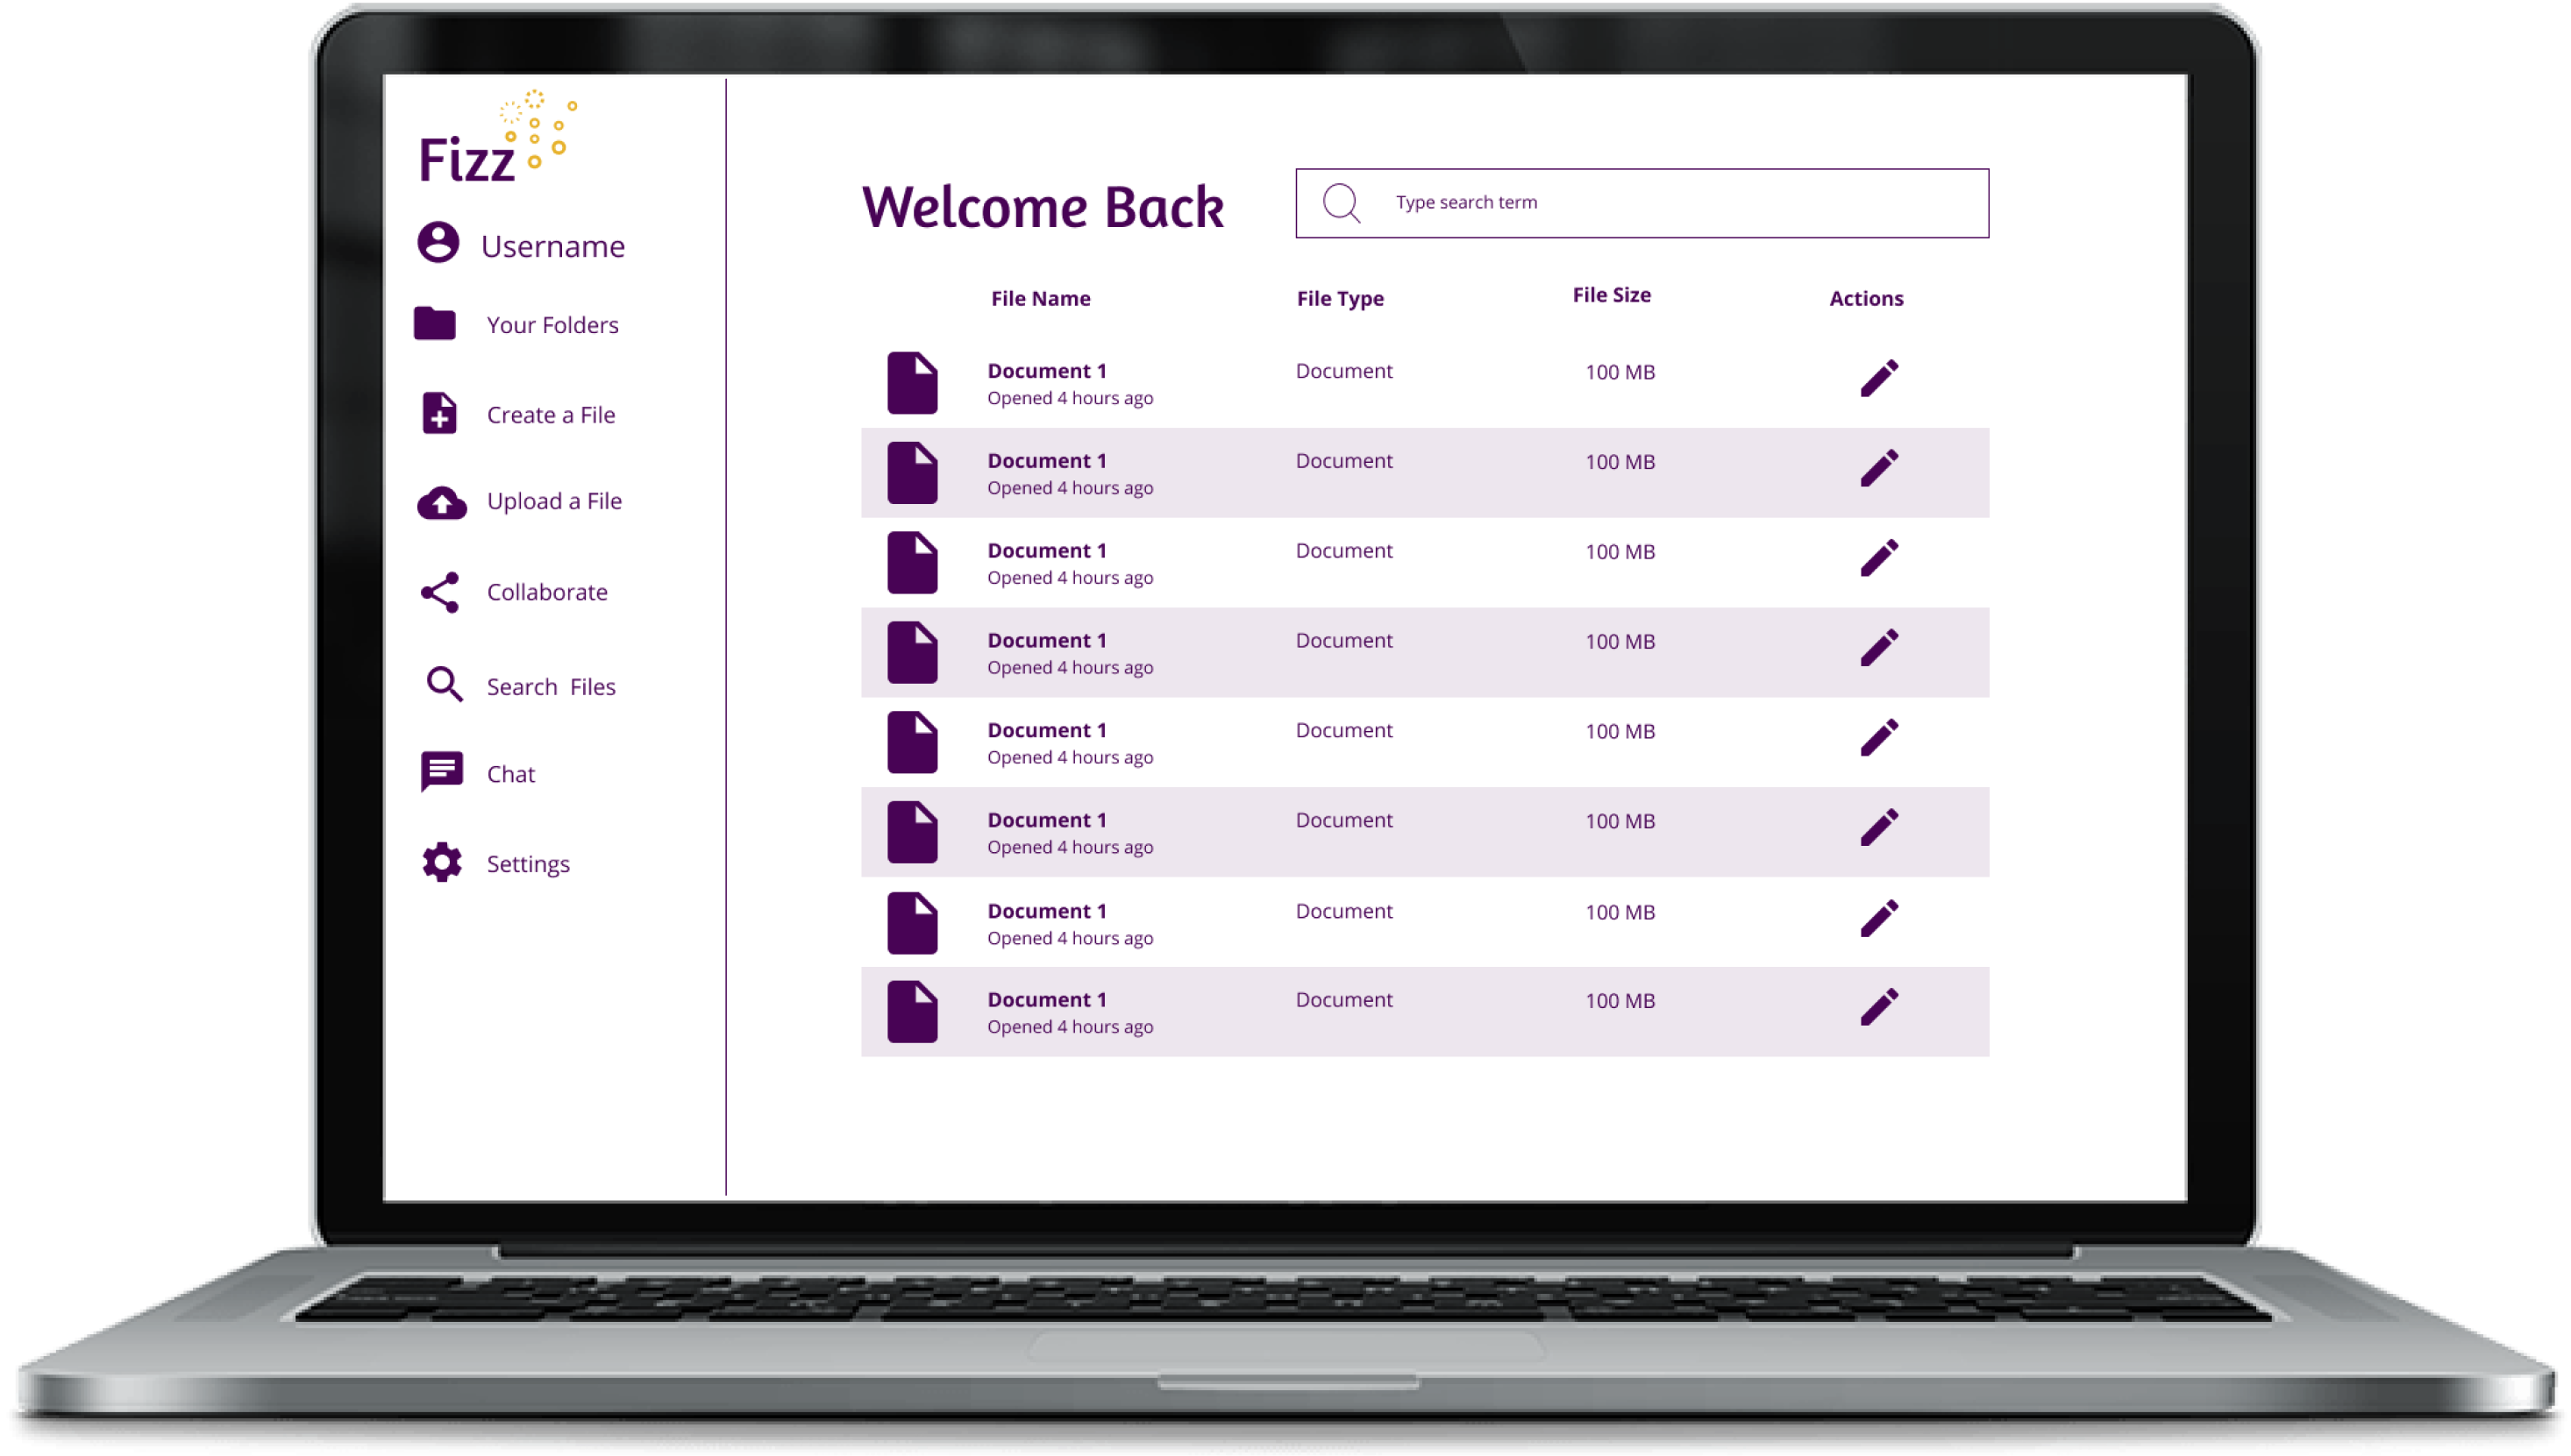 Fizz
Username
Your Folders
Create a File
Upload a File
Collaborate
Search Files
Chat
Settings
Welcome Back
Type search term
File Name File Type File Size Actions
Document 1 Document 100 MB
Opened 4 hours ago
Document 1 Document 100 MB
Opened 4 hours ago
Document 1 Document 100 MB
Opened 4 hours ago
Document 1 Document 100 MB
Opened 4 hours ago
Document 1 Document 100 MB
Opened 4 hours ago
Document 1 Document 100 MB
Opened 4 hours ago
Document 1 Document 100 MB
Opened 4 hours ago
Document 1 Document 100 MB
Opened 4 hours ago